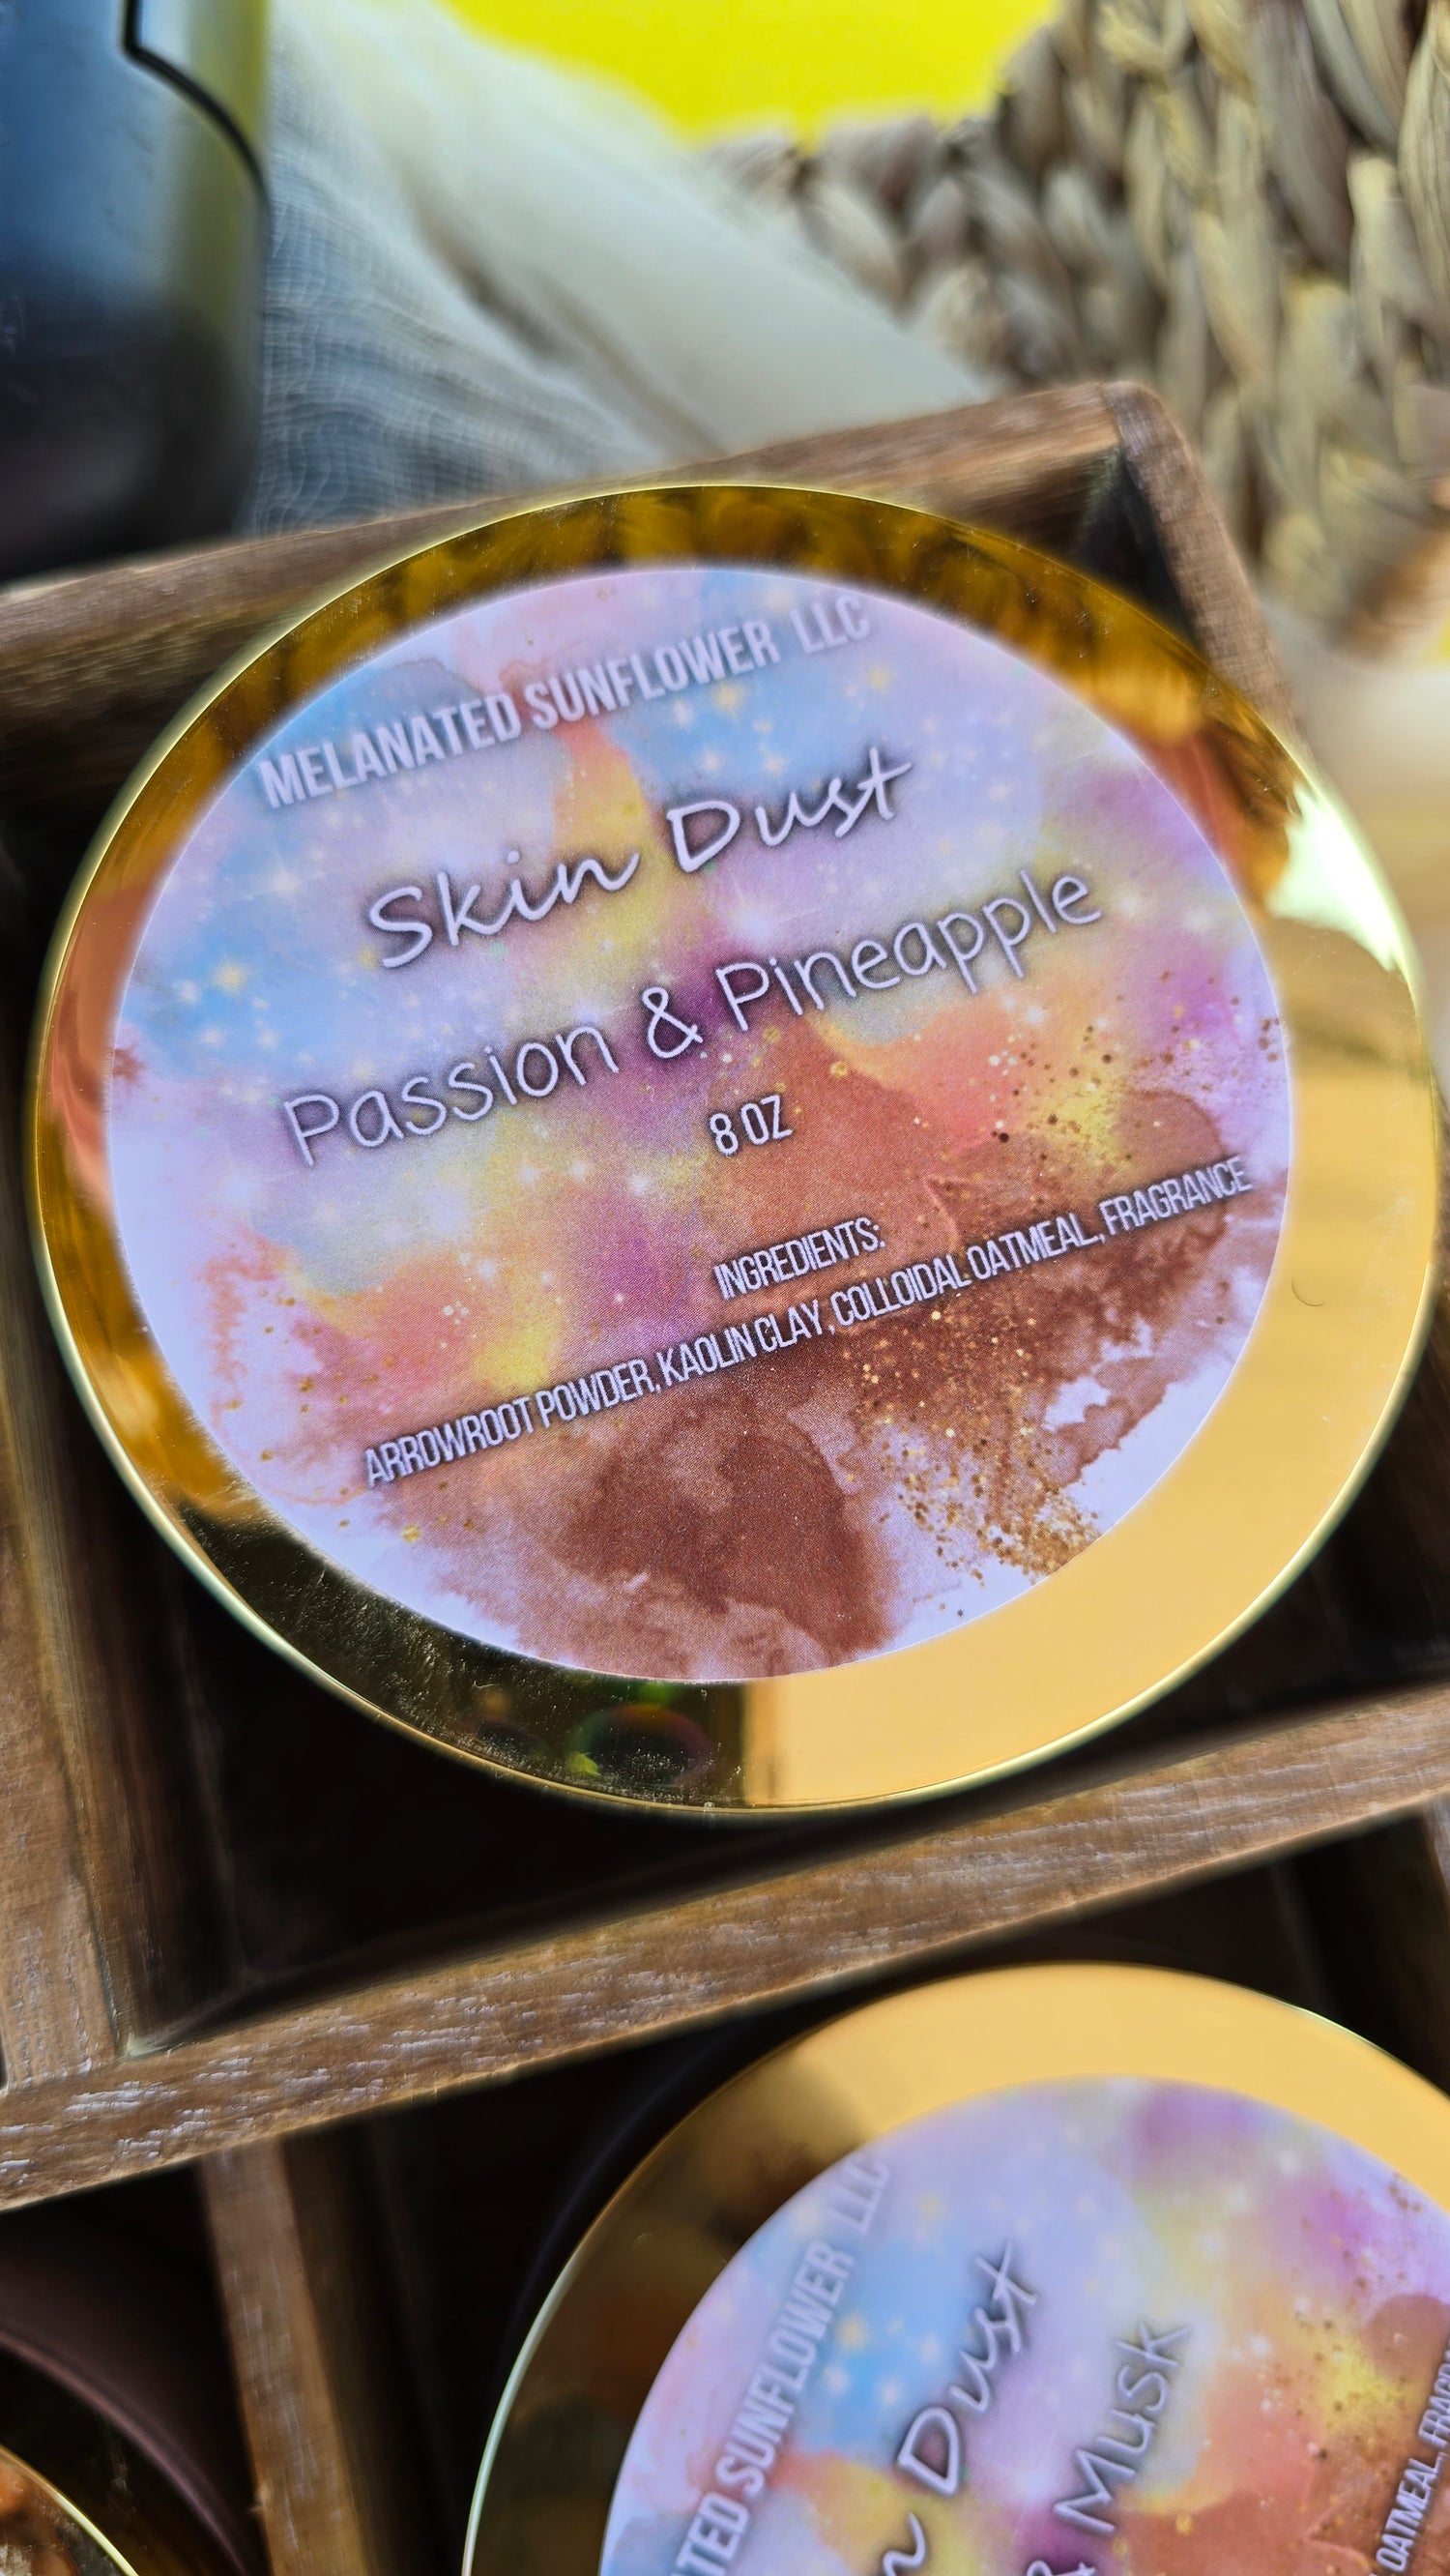 MELANATED SUNFLOWER LLC
Skin Dust
Passion & Pineapple
8 OZ
INGREDIENTS:
ARROWROOT POWDER, KAOLIN CLAY, COLLOIDAL OATMEAL, FRAGRANCE
SUNFLOWER LLC
Dust
& Musk
OATMEAL,